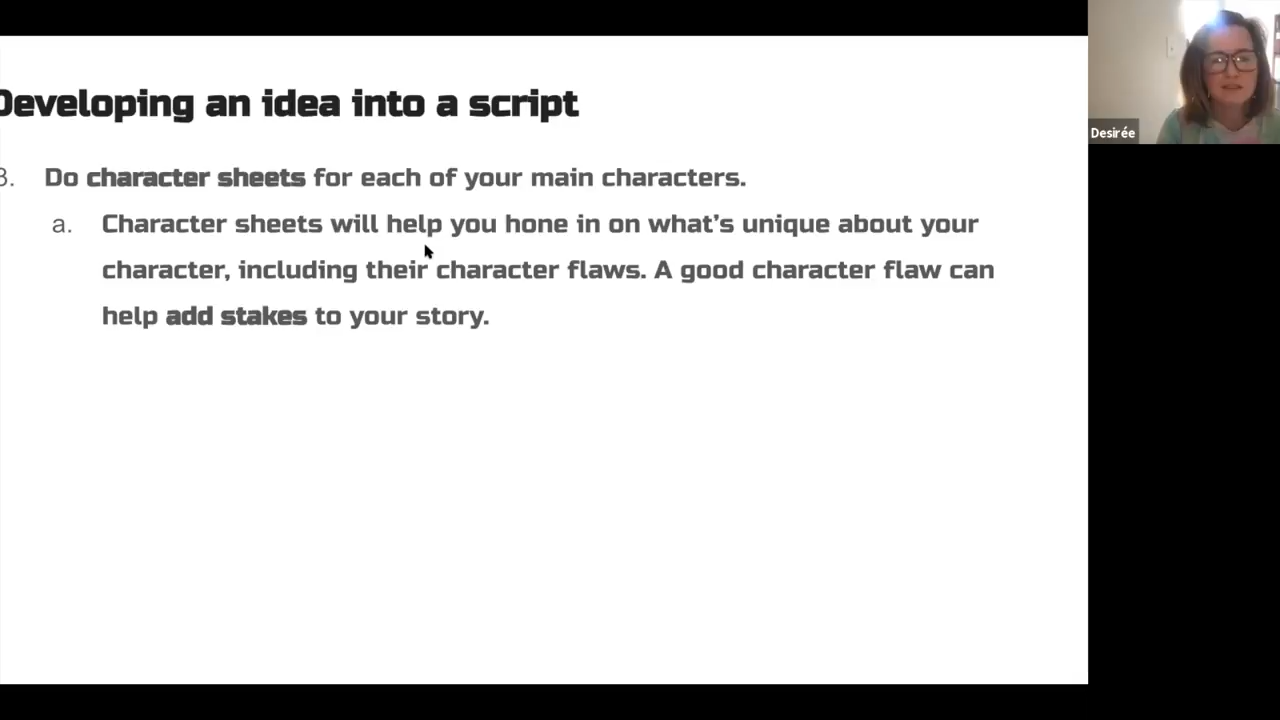 Developing an idea into a script
3. Do character sheets for each of your main characters.
a. Character sheets will help you hone in on what's unique about your
character, including their character flaws. A good character flaw can
help add stakes to your story.
Desirée